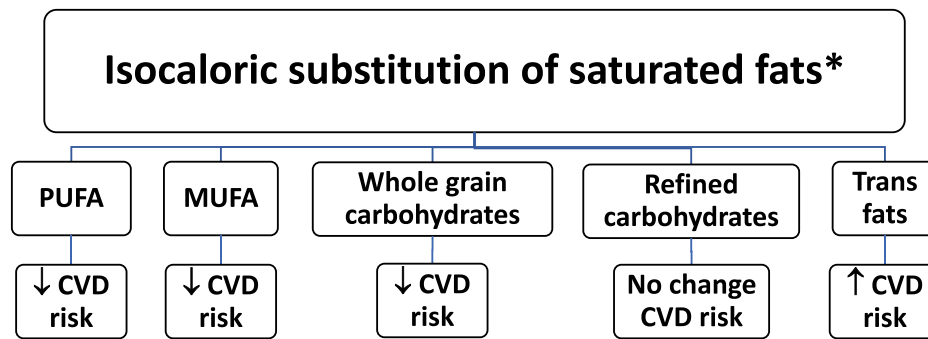 Isocaloric substitution of saturated fats*
PUFA
MUFA
Whole grain
carbohydrates
Refined
carbohydrates
Trans
fats
↓ CVD
risk
↓ CVD
risk
↓ CVD
risk
No change
CVD risk
↑ CVD
risk